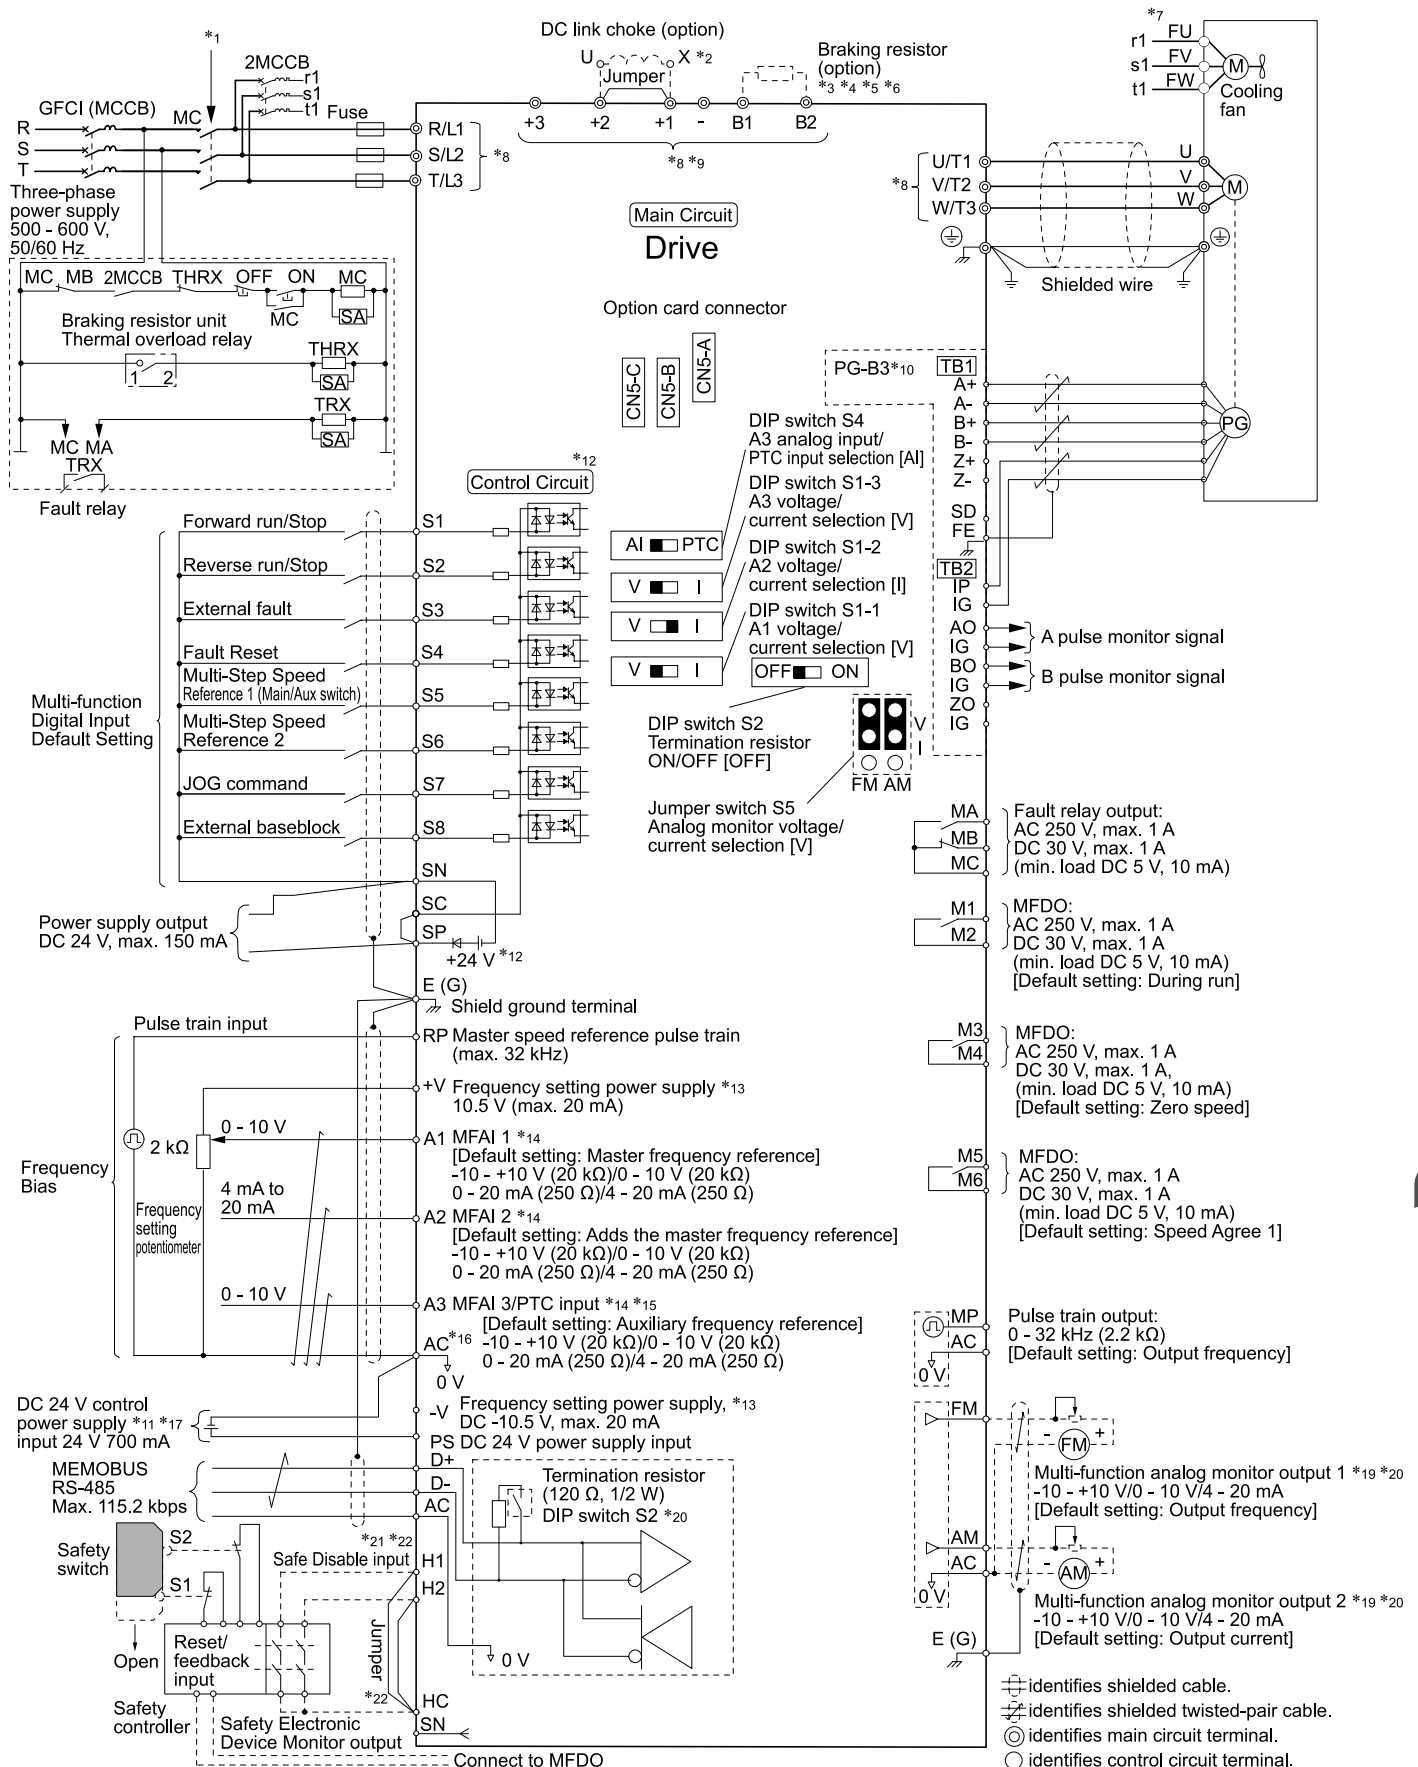 *1
2MCCB
r1
s1
t1
GFCI (MCCB)
MC
Fuse
R
S
T
Three-phase
power supply
500 - 600 V,
50/60 Hz
R/L1
S/L2
T/L3
*8
DC link choke (option)
U
X *2
Jumper
Braking resistor
(option)
*3 *4 *5 *6
+3
+2
+1
-
B1
B2
*8 *9
*7
r1 FU
s1 FV
t1 FW
M
Cooling
fan
*8
U/T1
V/T2
W/T3
U
V
W
M
Shielded wire
Main Circuit
Drive
MC MB 2MCCB THRX OFF ON MC
MC
SA
Braking resistor unit
Thermal overload relay
1 2
THRX
SA
TRX
SA
MC MA
TRX
Fault relay
Option card connector
CN5-C
CN5-B
CN5-A
PG-B3*10
TB1
A+
A-
B+
B-
Z+
Z-
SD
FE
TB2
IP
IG
AO
IG
BO
IG
ZO
IG
PG
A pulse monitor signal
B pulse monitor signal
*12
Control Circuit
DIP switch S4
A3 analog input/
PTC input selection [AI]
DIP switch S1-3
A3 voltage/
current selection [V]
DIP switch S1-2
A2 voltage/
current selection [I]
DIP switch S1-1
A1 voltage/
current selection [V]
AI PTC
V I
V I
V I
OFF ON
DIP switch S2
Termination resistor
ON/OFF [OFF]
V
I
FM AM
Jumper switch S5
Analog monitor voltage/
current selection [V]
Multi-function
Digital Input
Default Setting
Forward run/Stop
S1
Reverse run/Stop
S2
External fault
S3
Fault Reset
S4
Multi-Step Speed
Reference 1 (Main/Aux switch)
S5
Multi-Step Speed
Reference 2
S6
JOG command
S7
External baseblock
S8
SN
SC
SP
Power supply output
DC 24 V, max. 150 mA
+24 V *12
E (G)
Shield ground terminal
MA
MB
MC
Fault relay output:
AC 250 V, max. 1 A
DC 30 V, max. 1 A
(min. load DC 5 V, 10 mA)
M1
M2
MFDO:
AC 250 V, max. 1 A
DC 30 V, max. 1 A
(min. load DC 5 V, 10 mA)
[Default setting: During run]
M3
M4
MFDO:
AC 250 V, max. 1 A
DC 30 V, max. 1 A,
(min. load DC 5 V, 10 mA)
[Default setting: Zero speed]
M5
M6
MFDO:
AC 250 V, max. 1 A
DC 30 V, max. 1 A
(min. load DC 5 V, 10 mA)
[Default setting: Speed Agree 1]
Frequency
Bias
Pulse train input
RP Master speed reference pulse train
(max. 32 kHz)
+V Frequency setting power supply *13
10.5 V (max. 20 mA)
2 kΩ
0 - 10 V
Frequency
setting
potentiometer
A1 MFAI 1 *14
[Default setting: Master frequency reference]
-10 - +10 V (20 kΩ)/0 - 10 V (20 kΩ)
0 - 20 mA (250 Ω)/4 - 20 mA (250 Ω)
4 mA to
20 mA
A2 MFAI 2 *14
[Default setting: Adds the master frequency reference]
-10 - +10 V (20 kΩ)/0 - 10 V (20 kΩ)
0 - 20 mA (250 Ω)/4 - 20 mA (250 Ω)
0 - 10 V
A3 MFAI 3/PTC input *14 *15
[Default setting: Auxiliary frequency reference]
-10 - +10 V (20 kΩ)/0 - 10 V (20 kΩ)
0 - 20 mA (250 Ω)/4 - 20 mA (250 Ω)
AC *16
0 V
-V Frequency setting power supply, *13
DC -10.5 V, max. 20 mA
DC 24 V control
power supply *11 *17
input 24 V 700 mA
PS DC 24 V power supply input
MEMOBUS
RS-485
Max. 115.2 kbps
D+
D-
AC
Termination resistor
(120 Ω, 1/2 W)
DIP switch S2 *20
0 V
MP
AC
0 V
Pulse train output:
0 - 32 kHz (2.2 kΩ)
[Default setting: Output frequency]
FM
- +
FM
Multi-function analog monitor output 1 *19 *20
-10 - +10 V/0 - 10 V/4 - 20 mA
[Default setting: Output frequency]
AM
AC
0 V
- +
AM
Multi-function analog monitor output 2 *19 *20
-10 - +10 V/0 - 10 V/4 - 20 mA
[Default setting: Output current]
E (G)
Safety
switch
S2
S1
Open
*21 *22
Safe Disable input
H1
H2
Jumper
*22
HC
SN
Reset/
feedback
input
Safety
controller
Safety Electronic
Device Monitor output
Connect to MFDO
identifies shielded cable.
identifies shielded twisted-pair cable.
identifies main circuit terminal.
identifies control circuit terminal.